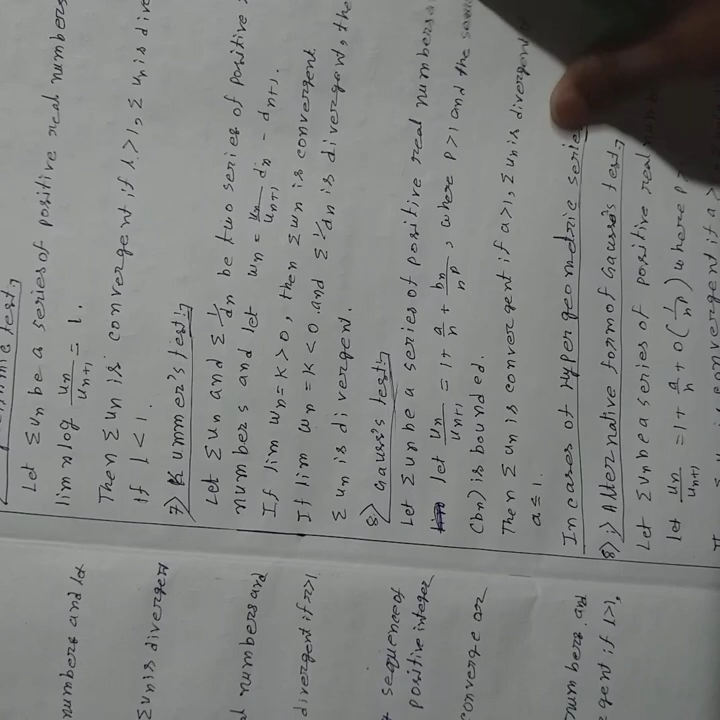 Let Σun be a series of positive real numbers
lim n log un/un+1 = l.
Then Σun is convergent if l>1, Σun is dive
if l<1.
7) Kummer's test:-
Let Σun and Σ 1/dn be two series of positive
numbers and let wn = un/un+1 dn - dn+1.
If lim wn = K>0, then Σun is convergent.
If lim wn = K<0 and Σ 1/dn is divergent, the
Σun is divergent.
8) Gauss's test:-
Let Σun be a series of positive real numbers
let un/un+1 = 1 + a/n + bn/n^p, where p>1 and the se
(bn) is bounded.
Then Σun is convergent if a>1, Σun is divergent
a≤1.
In cases of Hypergeometric serie
8) i) Alternative form of Gauss's test:-
Let Σun be a series of positive real
let un/un+1 = 1 + a/n + O(1/n^p) where p
convergent if a>
numbers and let
Σun is divergent
numbers and
divergent if r>1
sequence of
positive integer
converge or
numbers and
gent if l>1,